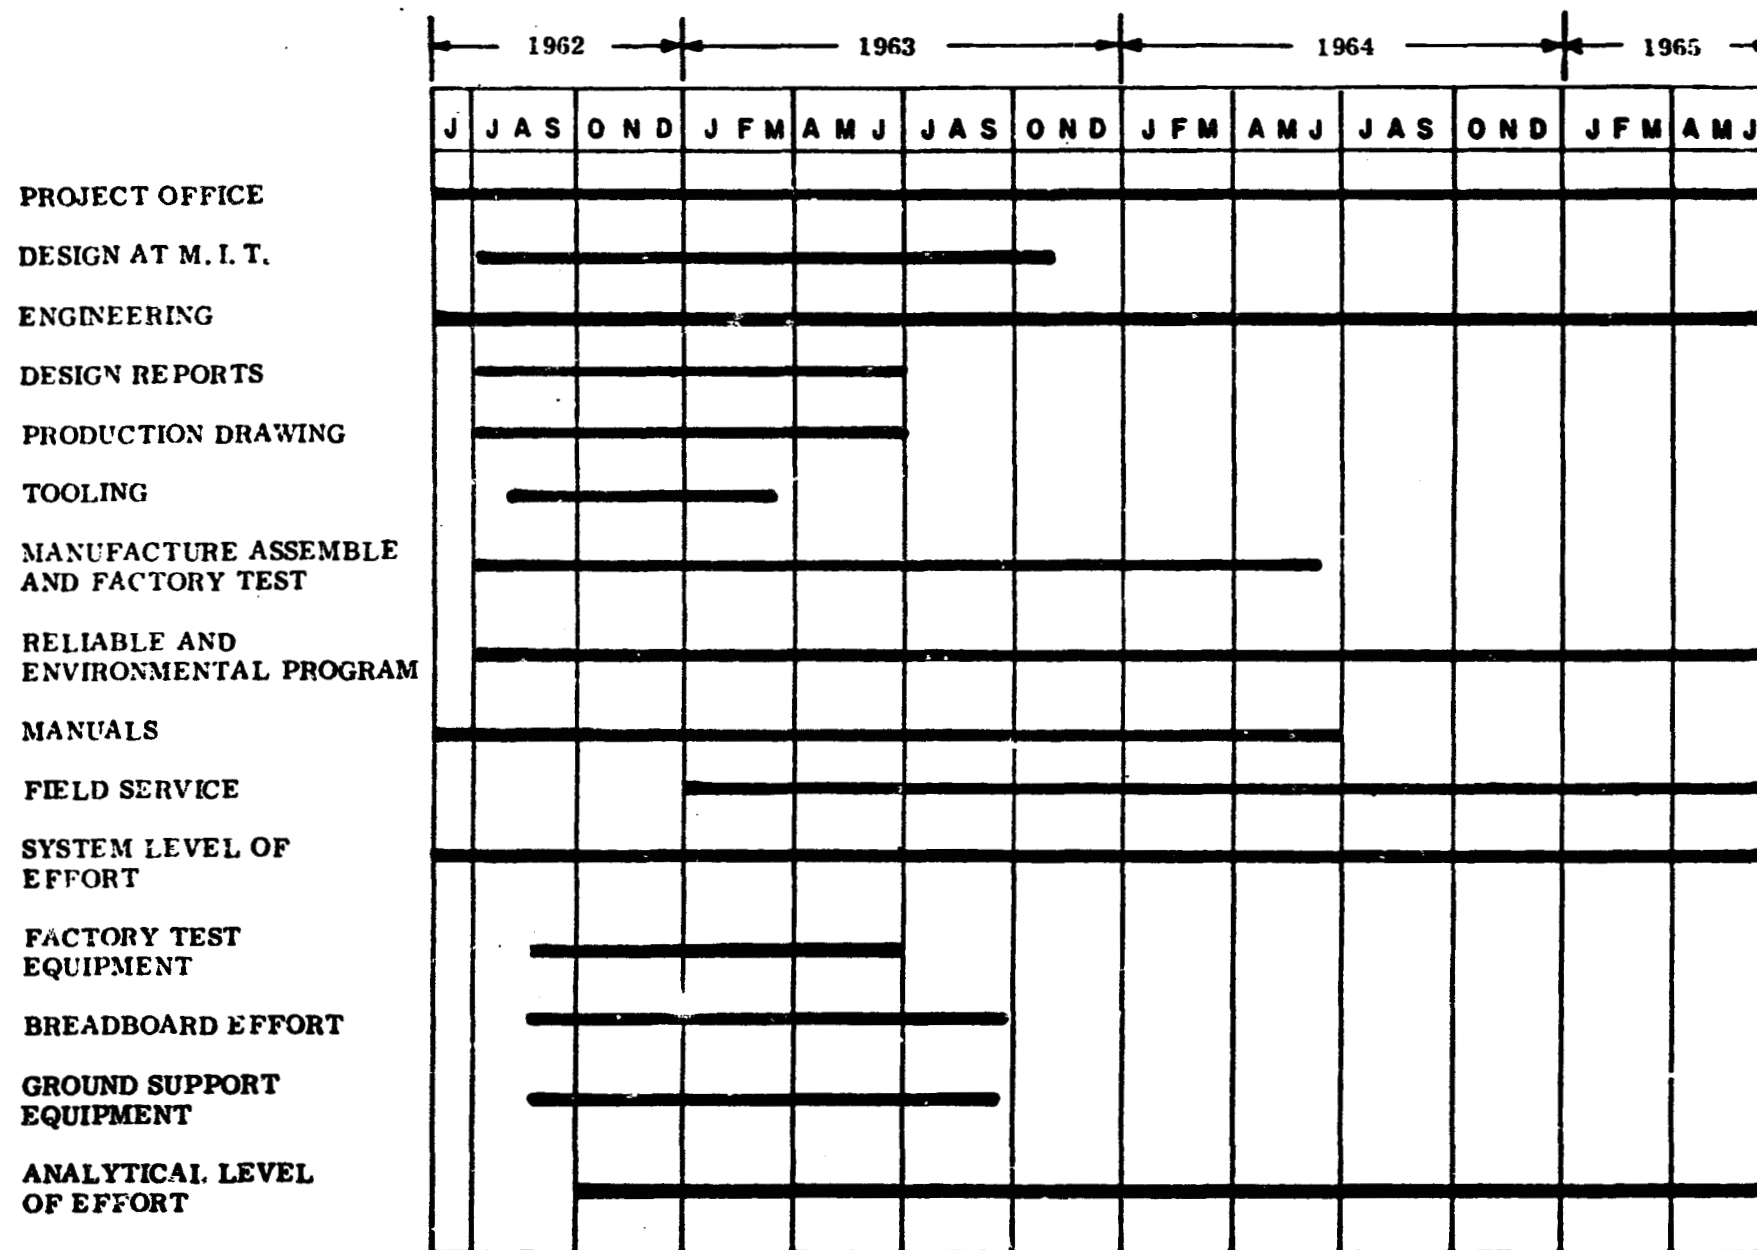 1962 1963 1964 1965
J J A S O N D J F M A M J J A S O N D J F M A M J J A S O N D J F M A M J
PROJECT OFFICE
DESIGN AT M. I. T.
ENGINEERING
DESIGN REPORTS
PRODUCTION DRAWING
TOOLING
MANUFACTURE ASSEMBLE
AND FACTORY TEST
RELIABLE AND
ENVIRONMENTAL PROGRAM
MANUALS
FIELD SERVICE
SYSTEM LEVEL OF
EFFORT
FACTORY TEST
EQUIPMENT
BREADBOARD EFFORT
GROUND SUPPORT
EQUIPMENT
ANALYTICAL LEVEL
OF EFFORT